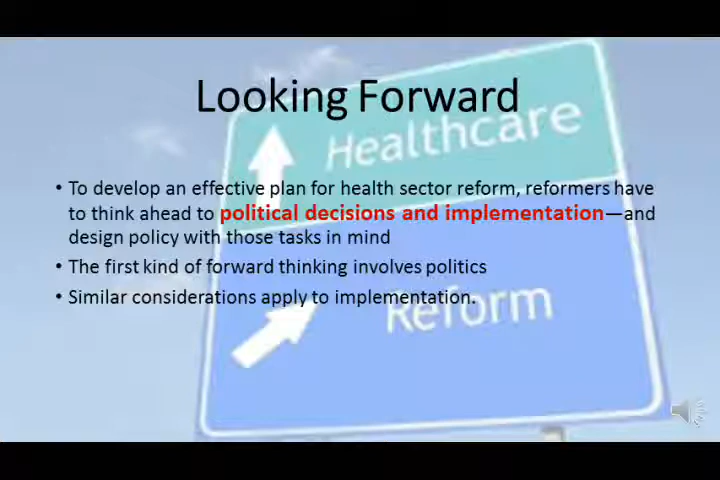 Looking Forward
Healthcare
• To develop an effective plan for health sector reform, reformers have
to think ahead to political decisions and implementation—and
design policy with those tasks in mind
• The first kind of forward thinking involves politics
• Similar considerations apply to implementation.
Reform